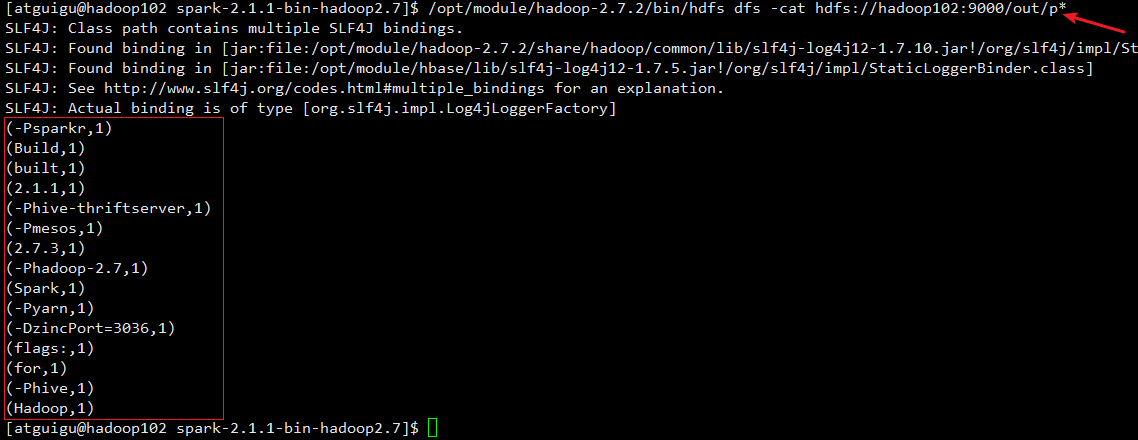 [atguigu@hadoop102 spark-2.1.1-bin-hadoop2.7]$ /opt/module/hadoop-2.7.2/bin/hdfs dfs -cat hdfs://hadoop102:9000/out/p*
SLF4J: Class path contains multiple SLF4J bindings.
SLF4J: Found binding in [jar:file:/opt/module/hadoop-2.7.2/share/hadoop/common/lib/slf4j-log4j12-1.7.10.jar!/org/slf4j/impl/St
SLF4J: Found binding in [jar:file:/opt/module/hbase/lib/slf4j-log4j12-1.7.5.jar!/org/slf4j/impl/StaticLoggerBinder.class]
SLF4J: See http://www.slf4j.org/codes.html#multiple_bindings for an explanation.
SLF4J: Actual binding is of type [org.slf4j.impl.Log4jLoggerFactory]
(-Psparkr,1)
(Build,1)
(built,1)
(2.1.1,1)
(-Phive-thriftserver,1)
(-Pmesos,1)
(2.7.3,1)
(-Phadoop-2.7,1)
(Spark,1)
(-Pyarn,1)
(-DzincPort=3036,1)
(flags:,1)
(for,1)
(-Phive,1)
(Hadoop,1)
[atguigu@hadoop102 spark-2.1.1-bin-hadoop2.7]$